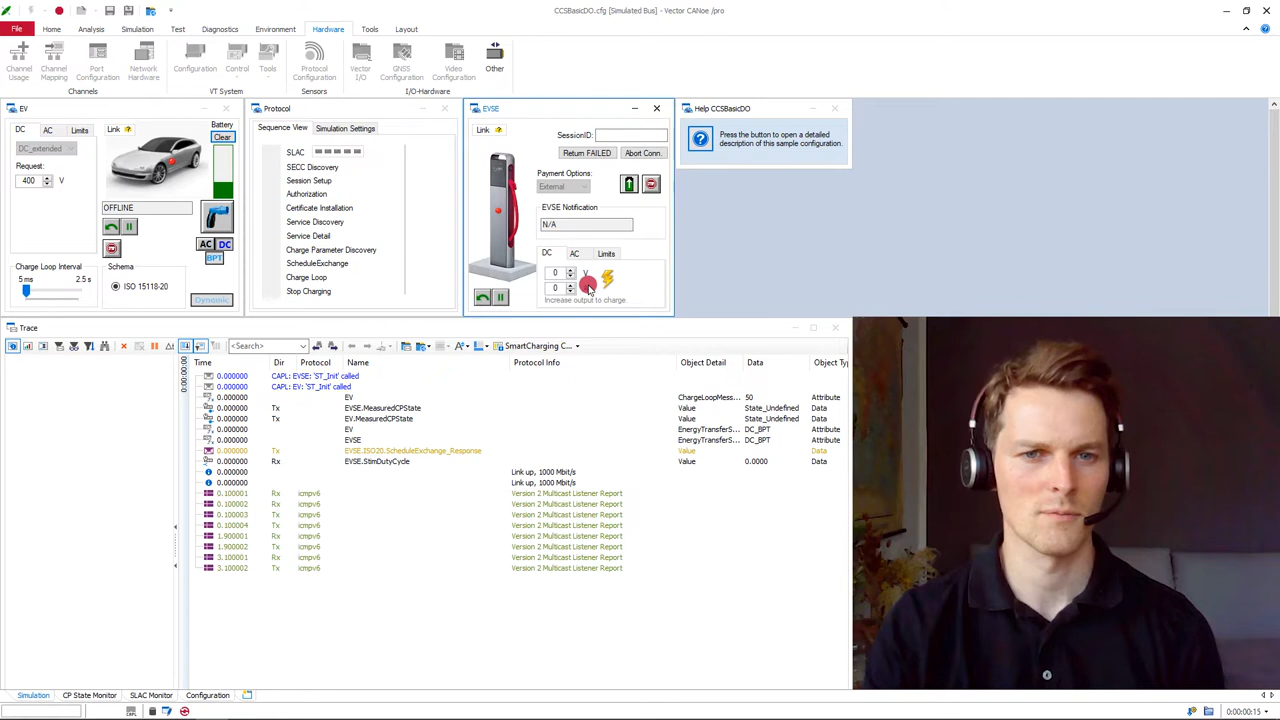 CCSBasicDO.cfg [Simulated Bus] - Vector CANoe /pro
File Home Analysis Simulation Test Diagnostics Environment Hardware Tools Layout
Channel Usage
Channel Mapping
Port Configuration
Network Hardware
Configuration
Control
Tools
Protocol Configuration
Vector I/O
GNSS Configuration
Video Configuration
Other
Channels
VT System
Sensors
I/O-Hardware
EV
DC AC Limits
DC_extended
Request:
400 V
Link ?
Battery
Clear
OFFLINE
AC DC
BPT
Charge Loop Interval
5 ms 2.5 s
Schema
ISO 15118-20
Dynamic
Protocol
Sequence View Simulation Settings
SLAC
SECC Discovery
Session Setup
Authorization
Certificate Installation
Service Discovery
Service Detail
Charge Parameter Discovery
ScheduleExchange
Charge Loop
Stop Charging
EVSE
Link ?
SessionID:
Return FAILED Abort Conn.
Payment Options:
External
EVSE Notification
N/A
DC AC Limits
0 V
0
Increase output to charge.
Help CCSBasicDO
Press the button to open a detailed
description of this sample configuration.
Trace
<Search> SmartCharging C...
Time Dir Protocol Name Protocol Info Object Detail Data Object Ty
0.000000 CAPL: EVSE: 'ST_Init' called
0.000000 CAPL: EV: 'ST_Init' called
0.000000 EV ChargeLoopMess... 50 Attribute
0.000000 Tx EVSE.MeasuredCPState Value State_Undefined Data
0.000000 Tx EV.MeasuredCPState Value State_Undefined Data
0.000000 EV EnergyTransferS... DC_BPT Attribute
0.000000 EVSE EnergyTransferS... DC_BPT Attribute
0.000000 Tx EVSE.ISO20.ScheduleExchange_Response Value Data
0.000000 Rx EVSE.StimDutyCycle Value 0.0000 Data
0.000000 Link up, 1000 Mbit/s
0.000000 Link up, 1000 Mbit/s
0.100001 Rx icmpv6 Version 2 Multicast Listener Report
0.100002 Rx icmpv6 Version 2 Multicast Listener Report
0.100003 Tx icmpv6 Version 2 Multicast Listener Report
0.100004 Tx icmpv6 Version 2 Multicast Listener Report
1.900001 Rx icmpv6 Version 2 Multicast Listener Report
1.900002 Tx icmpv6 Version 2 Multicast Listener Report
3.100001 Rx icmpv6 Version 2 Multicast Listener Report
3.100002 Tx icmpv6 Version 2 Multicast Listener Report
Simulation CP State Monitor SLAC Monitor Configuration
0:00:00:15